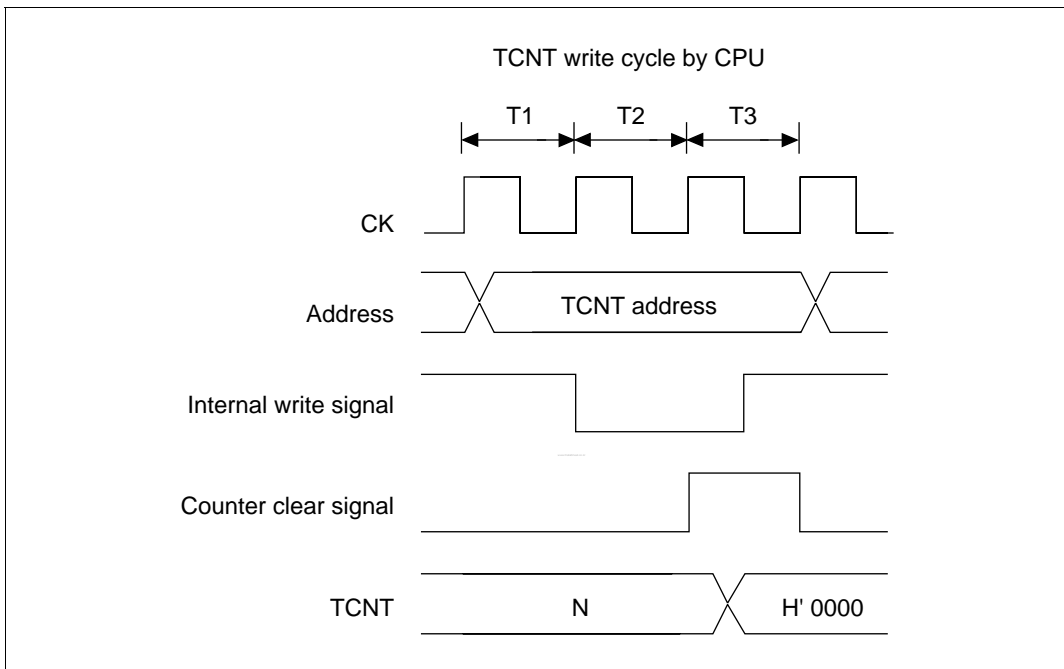 TCNT write cycle by CPU
T1 T2 T3
CK
Address TCNT address
Internal write signal
Counter clear signal
TCNT N H' 0000